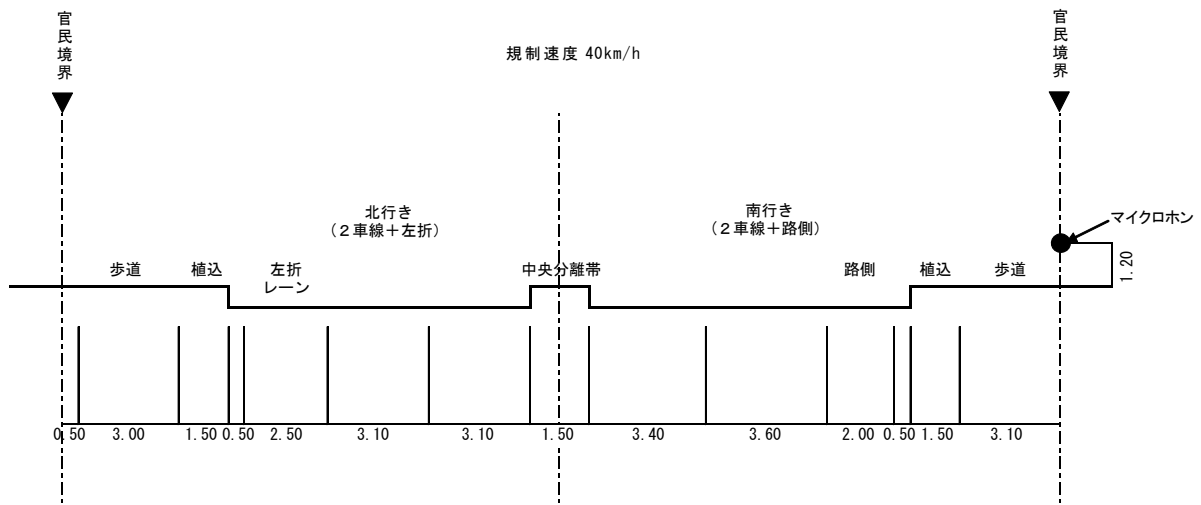 官民境界
官民境界
規制速度 40km/h
北行き
(２車線+左折)
南行き
(２車線+路側)
マイクロホン
歩道
植込
左折
レーン
中央分離帯
路側
植込
歩道
1.20
0.50 3.00 1.50 0.50 2.50 3.10 3.10 1.50 3.40 3.60 2.00 0.50 1.50 3.10